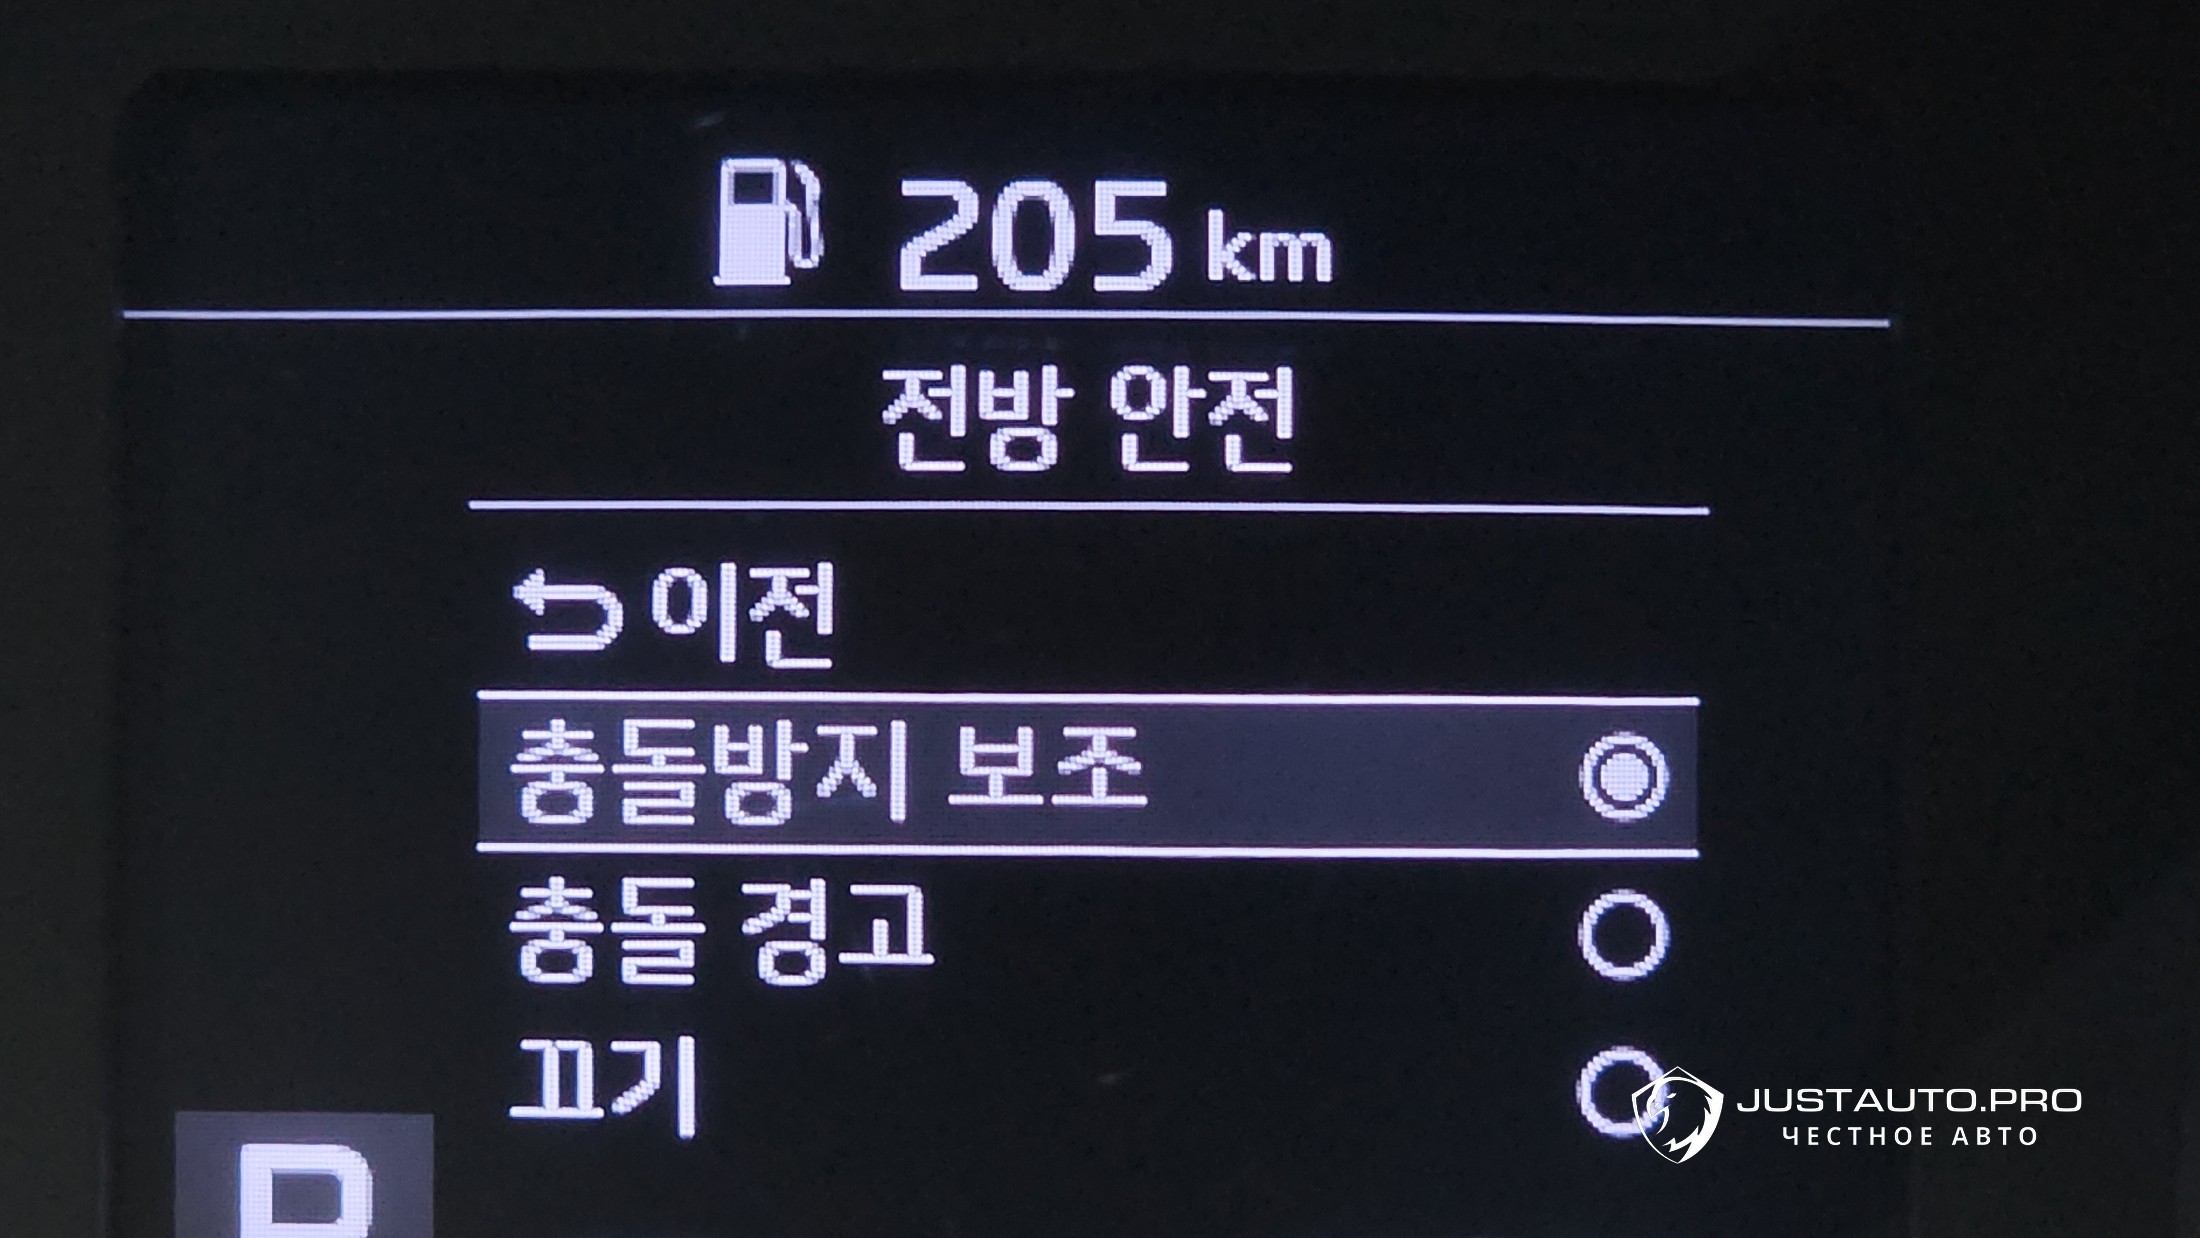 205 km
전방 안전
이전
충돌방지 보조
충돌 경고
끄기
P
JUSTAUTO.PRO
ЧЕСТНОЕ АВТО